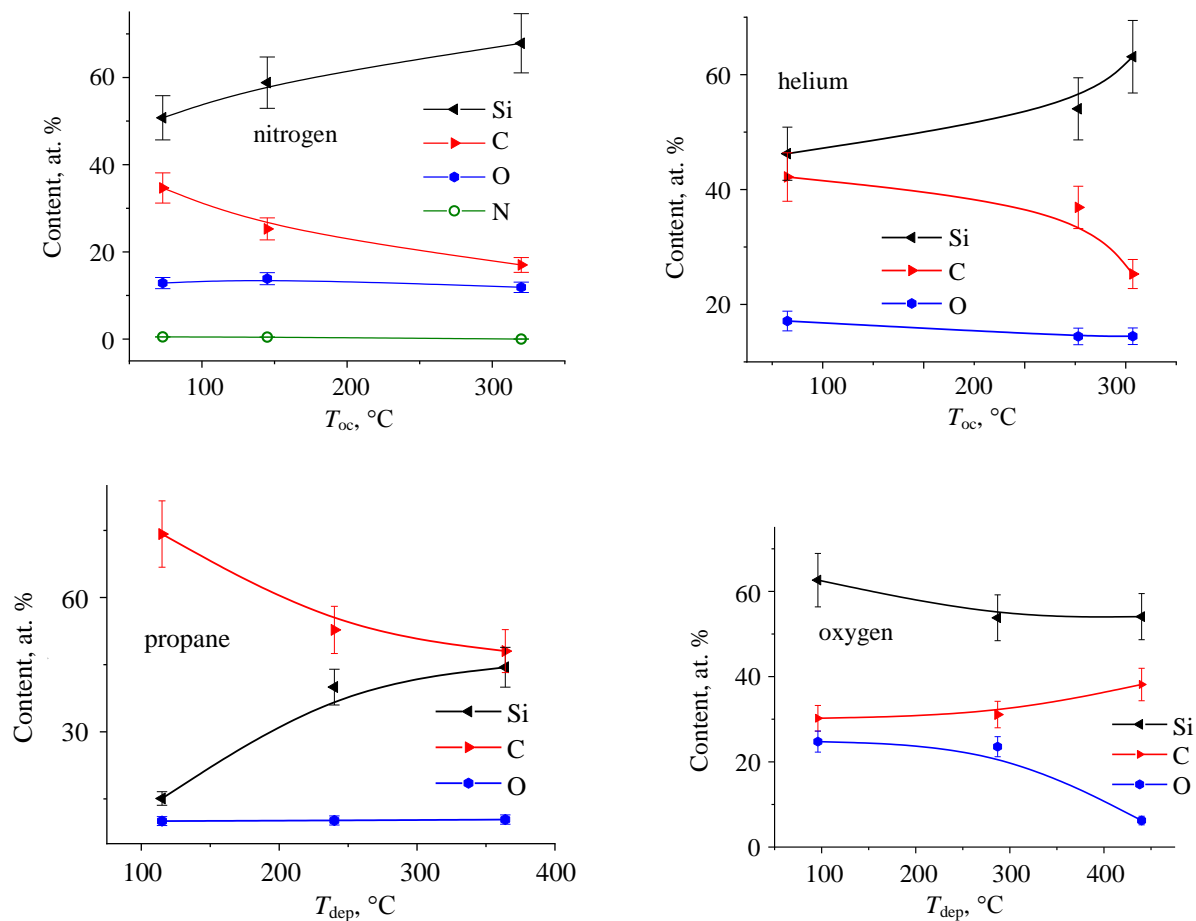 Content, at. %
60
40
20
0
nitrogen
Si
C
O
N
100
200
300
T_oc, °C
Content, at. %
60
40
20
helium
Si
C
O
100
200
300
T_oc, °C
Content, at. %
60
30
propane
Si
C
O
100
200
300
400
T_dep, °C
Content, at. %
60
40
20
0
oxygen
Si
C
O
100
200
300
400
T_dep, °C